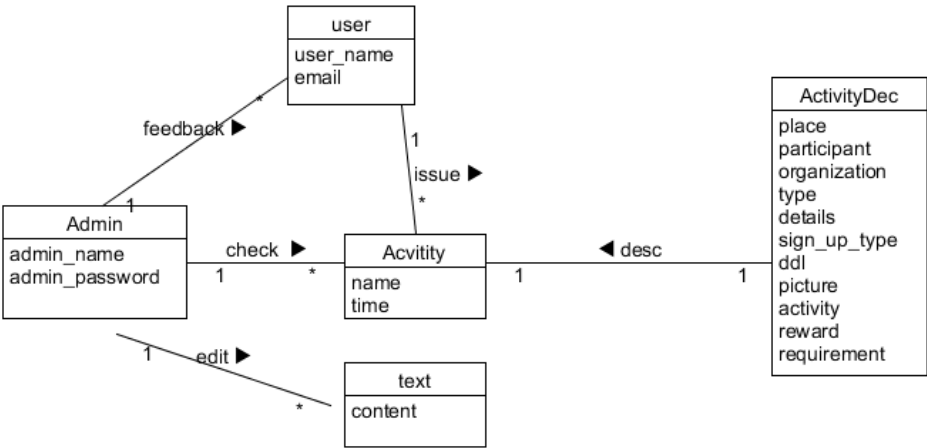 user
user_name
email
feedback ▶
*
1
1
issue ▶
*
Admin
admin_name
admin_password
check ▶
1
*
Acvitity
name
time
◀ desc
1
1
ActivityDec
place
participant
organization
type
details
sign_up_type
ddl
picture
activity
reward
requirement
edit ▶
1
*
text
content